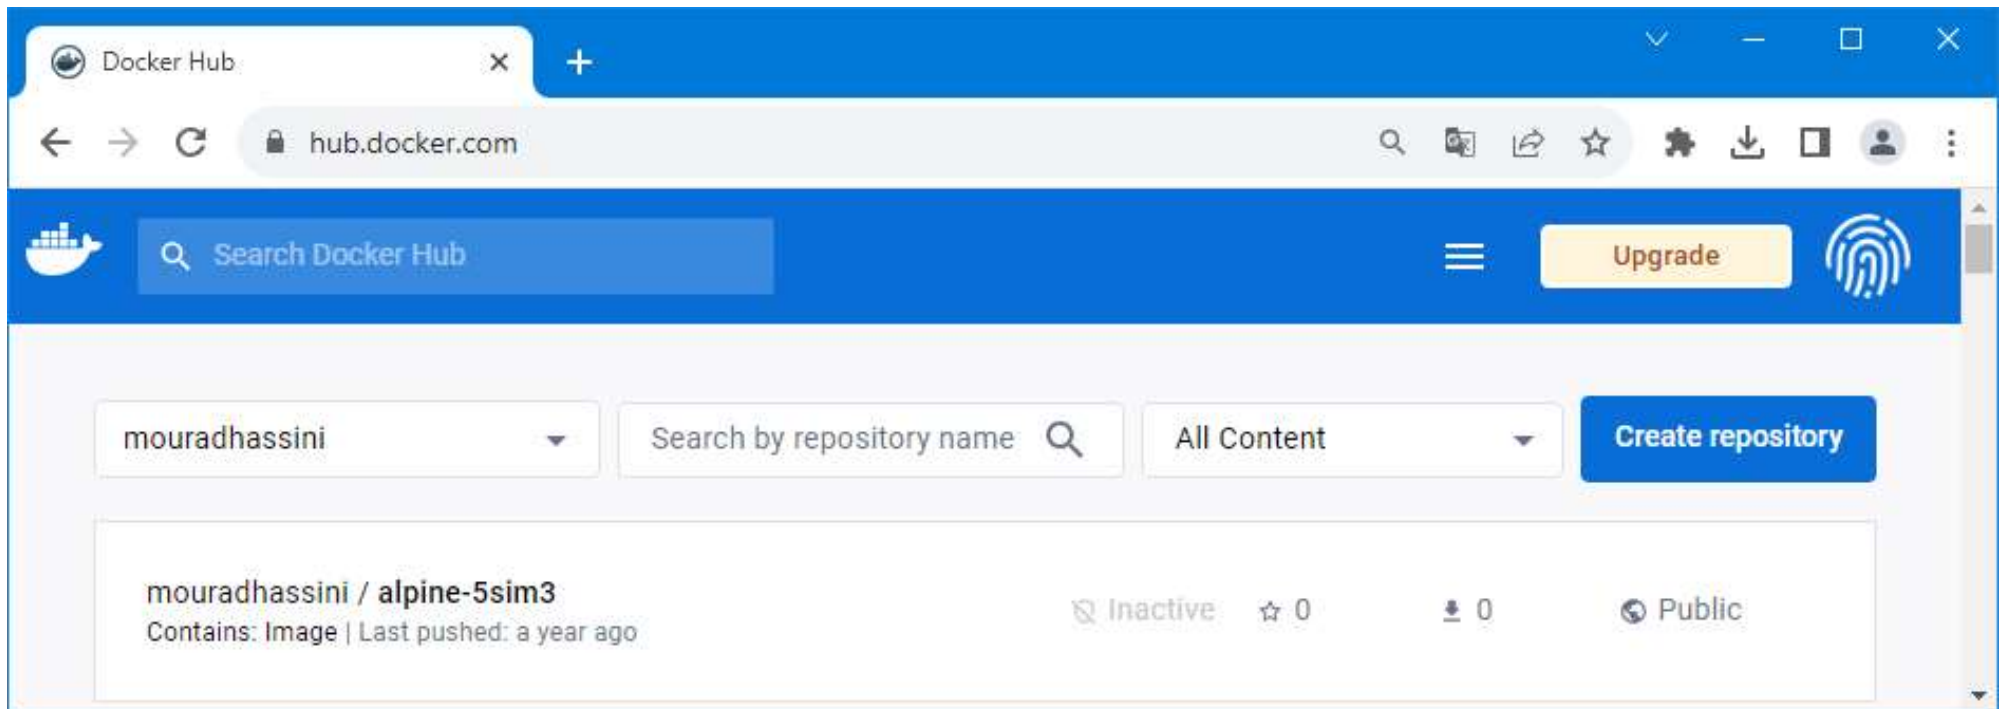 Docker Hub
hub.docker.com
Search Docker Hub
Upgrade
mouradhassini
Search by repository name
All Content
Create repository
mouradhassini / alpine-5sim3
Inactive
0
0
Public
Contains: Image | Last pushed: a year ago